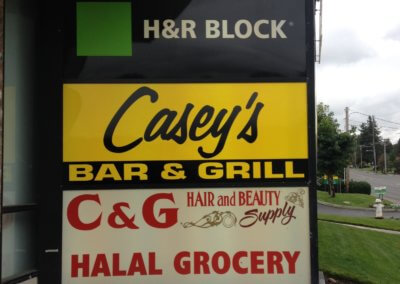 H&R BLOCK®
Casey's
BAR & GRILL
C & G HAIR and BEAUTY
Supply
HALAL GROCERY